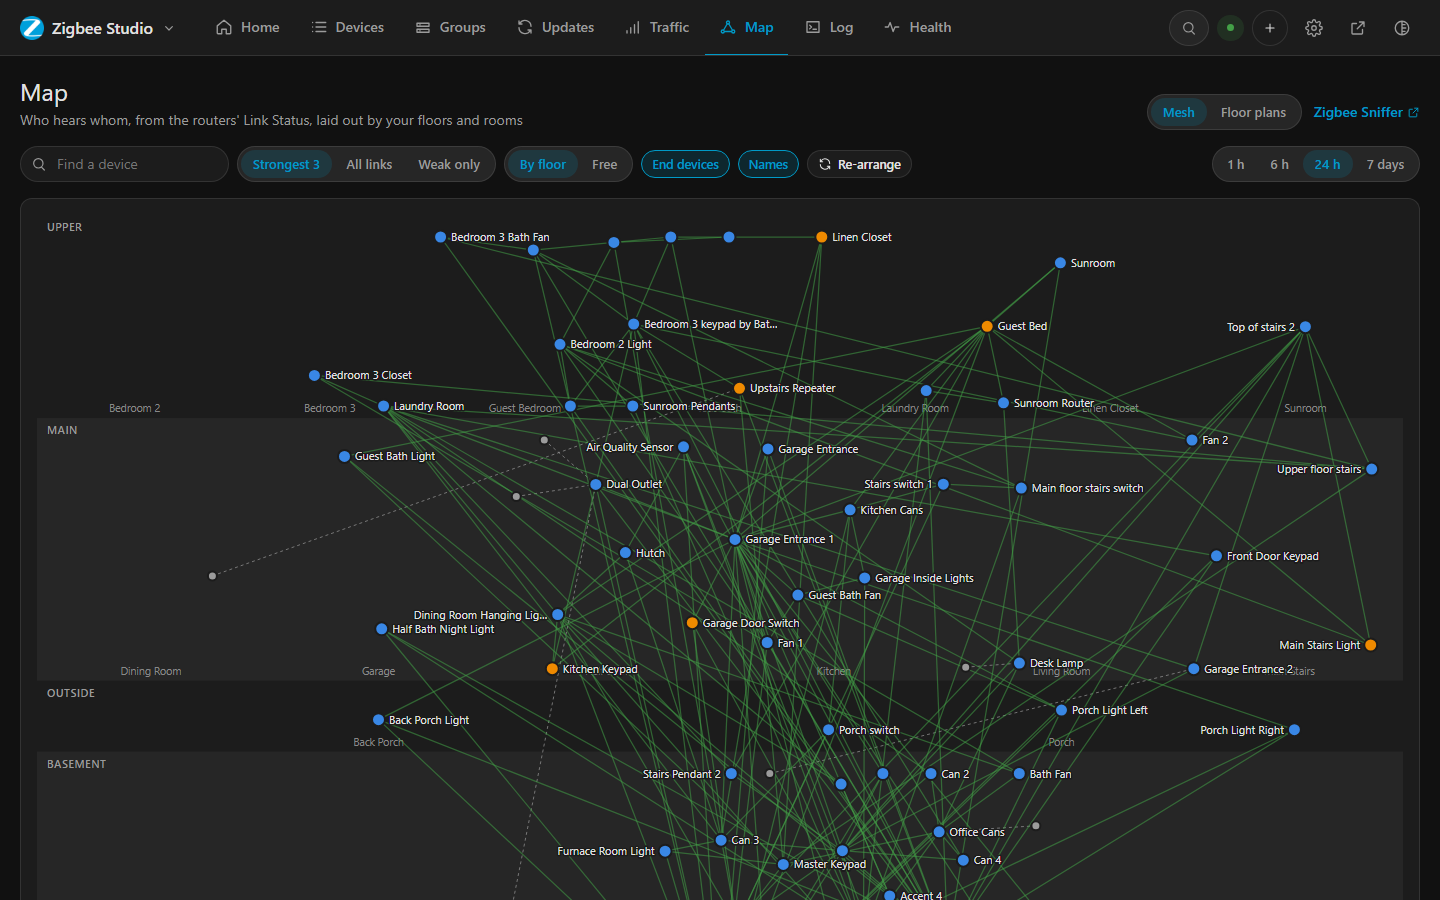 Zigbee Studio
Home
Devices
Groups
Updates
Traffic
Map
Log
Health
Map
Who hears whom, from the routers' Link Status, laid out by your floors and rooms
Mesh
Floor plans
Zigbee Sniffer
Find a device
Strongest 3
All links
Weak only
By floor
Free
End devices
Names
Re-arrange
1 h
6 h
24 h
7 days
UPPER
Bedroom 3 Bath Fan
Linen Closet
Sunroom
Bedroom 3 keypad by Bat...
Guest Bed
Top of stairs 2
Bedroom 2 Light
Bedroom 3 Closet
Upstairs Repeater
Laundry Room
Sunroom Pendants
Sunroom Router
Bedroom 2
Bedroom 3
Guest Bedroom
Laundry Room
Linen Closet
Sunroom
MAIN
Fan 2
Air Quality Sensor
Garage Entrance
Guest Bath Light
Upper floor stairs
Dual Outlet
Stairs switch 1
Main floor stairs switch
Kitchen Cans
Garage Entrance 1
Hutch
Front Door Keypad
Garage Inside Lights
Guest Bath Fan
Dining Room Hanging Lig...
Garage Door Switch
Half Bath Night Light
Fan 1
Main Stairs Light
Kitchen Keypad
Desk Lamp
Garage Entrance 2
Dining Room
Garage
Kitchen
Living Room
Stairs
OUTSIDE
Porch Light Left
Back Porch Light
Porch switch
Porch Light Right
Back Porch
Porch
BASEMENT
Stairs Pendant 2
Can 2
Bath Fan
Office Cans
Can 3
Furnace Room Light
Can 4
Master Keypad
Accent 4